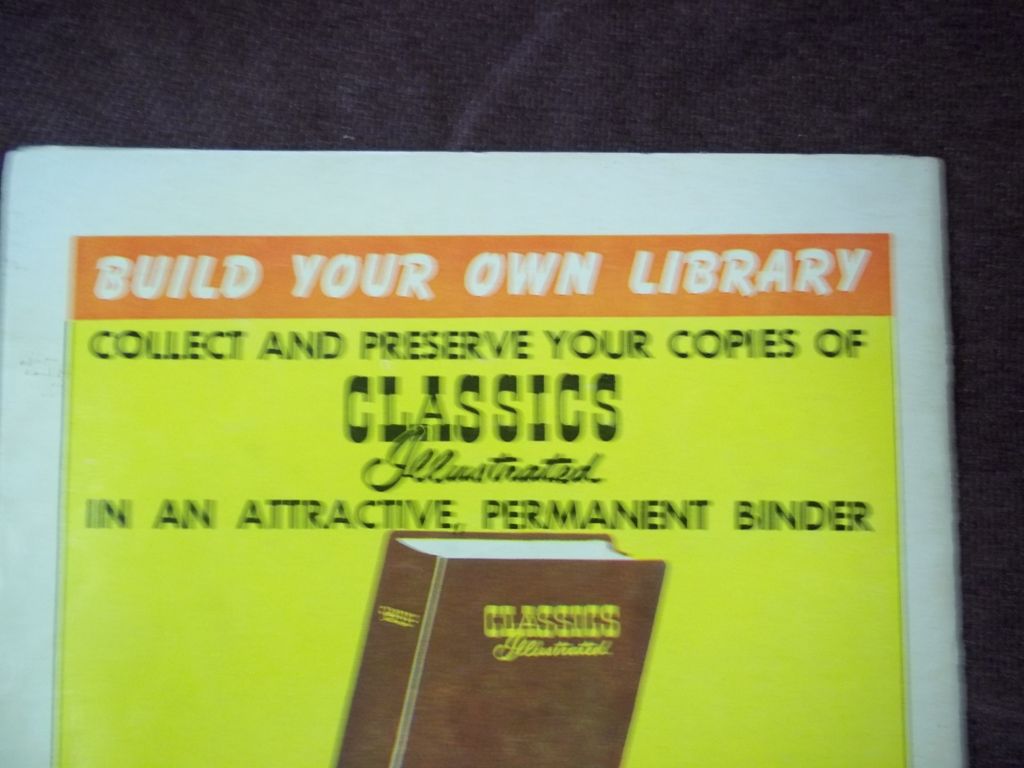 BUILD YOUR OWN LIBRARY
COLLECT AND PRESERVE YOUR COPIES OF
CLASSICS
Illustrated
IN AN ATTRACTIVE, PERMANENT BINDER
CLASSICS
Illustrated